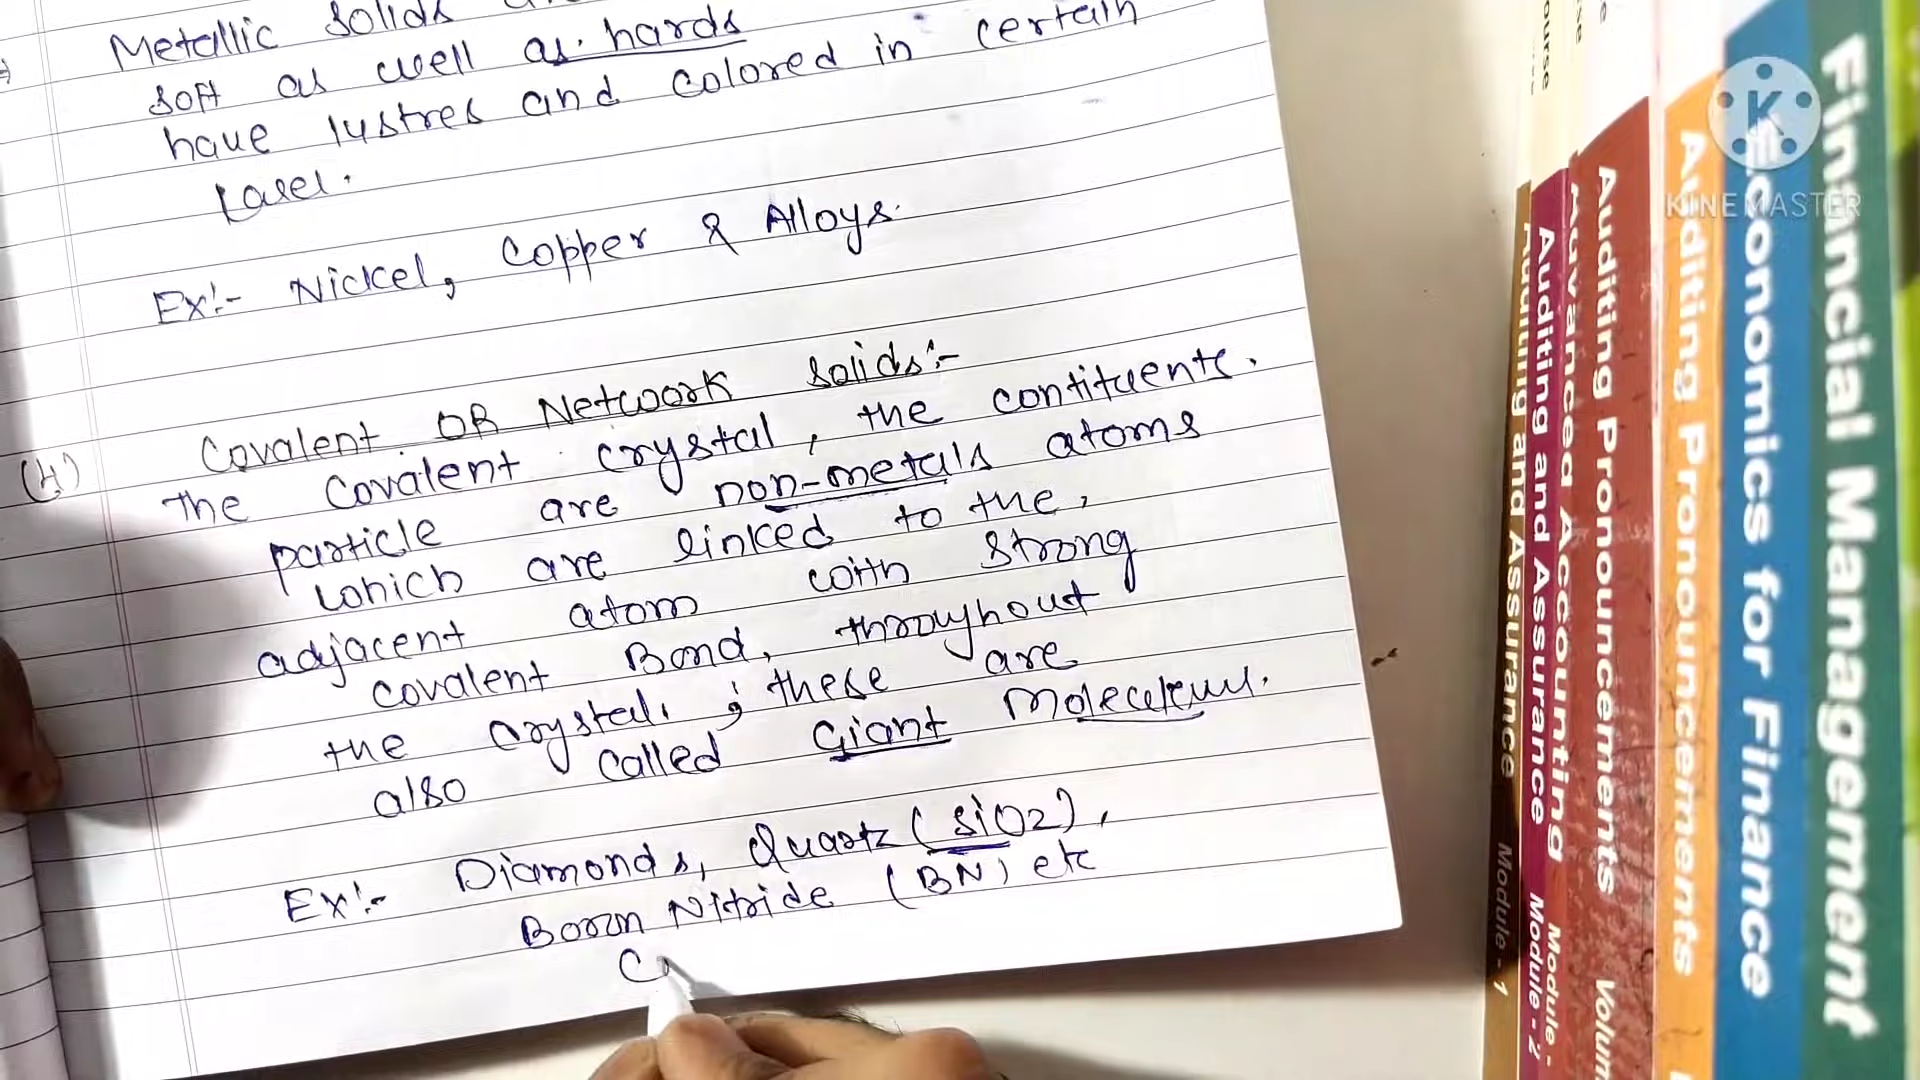 Metallic solids
soft as well as hards
have lustres and colored in certain
Ex:- Nickel, Copper & Alloys.
(4) Covalent OR Netwoork solids:-
The Covalent crystal, the contituents.
particle are non-metals atoms
which are linked to the,
adjacent atom with strong
covalent Bond, throughout
the crystal. ; these are
also called Giant
Ex:- Diamonds, Quartz (SiO2),
Boron Nitride (BN) etc
KINEMASTER
Auditing and Assurance Module - 1
Auditing and Assurance Module - 2
Advanced Accounting Module -
Auditing Pronouncements Volum
Auditing Pronouncements
Economics for Finance
Financial Management